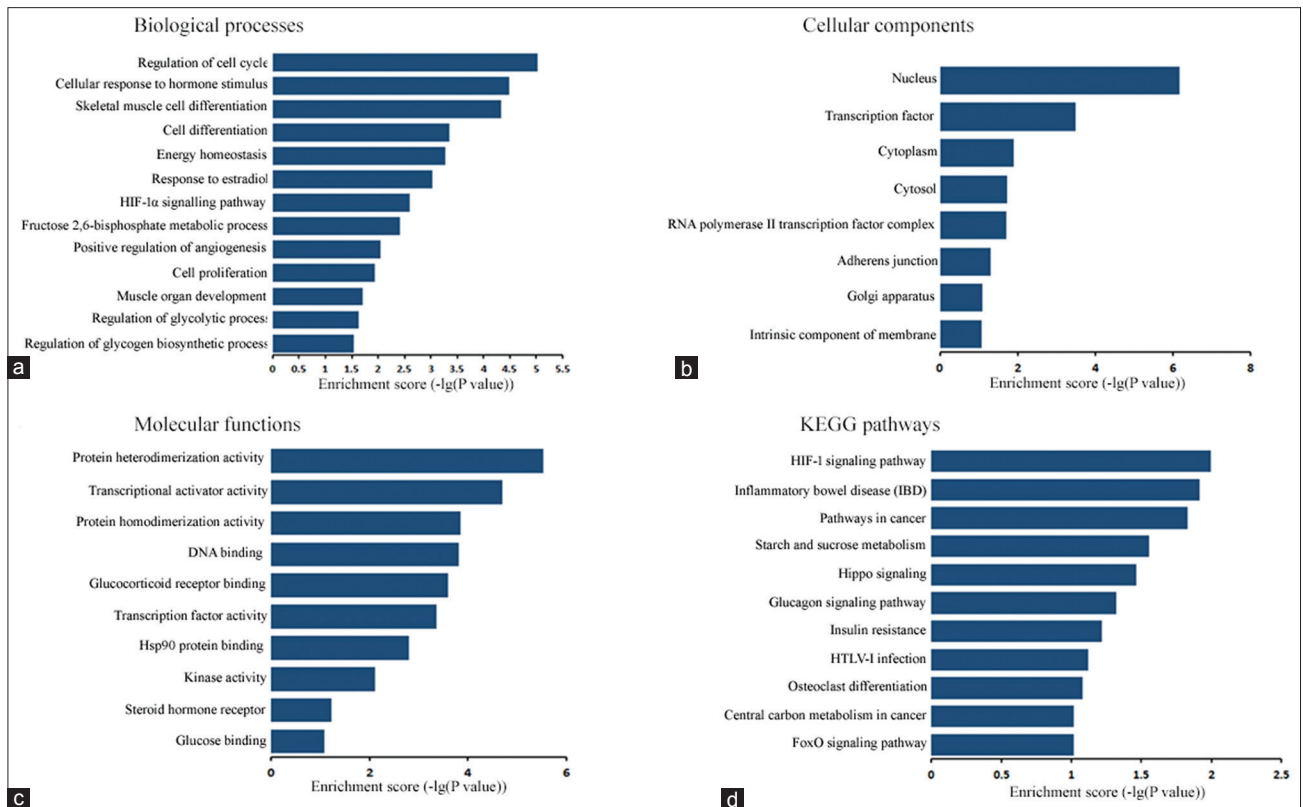 Biological processes
Regulation of cell cycle
Cellular response to hormone stimulus
Skeletal muscle cell differentiation
Cell differentiation
Energy homeostasis
Response to estradiol
HIF-1α signalling pathway
Fructose 2,6-bisphosphate metabolic process
Positive regulation of angiogenesis
Cell proliferation
Muscle organ development
Regulation of glycolytic process
Regulation of glycogen biosynthetic process
0 0.5 1 1.5 2 2.5 3 3.5 4 4.5 5 5.5
Enrichment score (-lg(P value))
a
Cellular components
Nucleus
Transcription factor
Cytoplasm
Cytosol
RNA polymerase II transcription factor complex
Adherens junction
Golgi apparatus
Intrinsic component of membrane
0 2 4 6 8
Enrichment score (-lg(P value))
b
Molecular functions
Protein heterodimerization activity
Transcriptional activator activity
Protein homodimerization activity
DNA binding
Glucocorticoid receptor binding
Transcription factor activity
Hsp90 protein binding
Kinase activity
Steroid hormone receptor
Glucose binding
0 2 4 6
Enrichment score (-lg(P value))
c
KEGG pathways
HIF-1 signaling pathway
Inflammatory bowel disease (IBD)
Pathways in cancer
Starch and sucrose metabolism
Hippo signaling
Glucagon signaling pathway
Insulin resistance
HTLV-I infection
Osteoclast differentiation
Central carbon metabolism in cancer
FoxO signaling pathway
0 0.5 1 1.5 2 2.5
Enrichment score (-lg(P value))
d